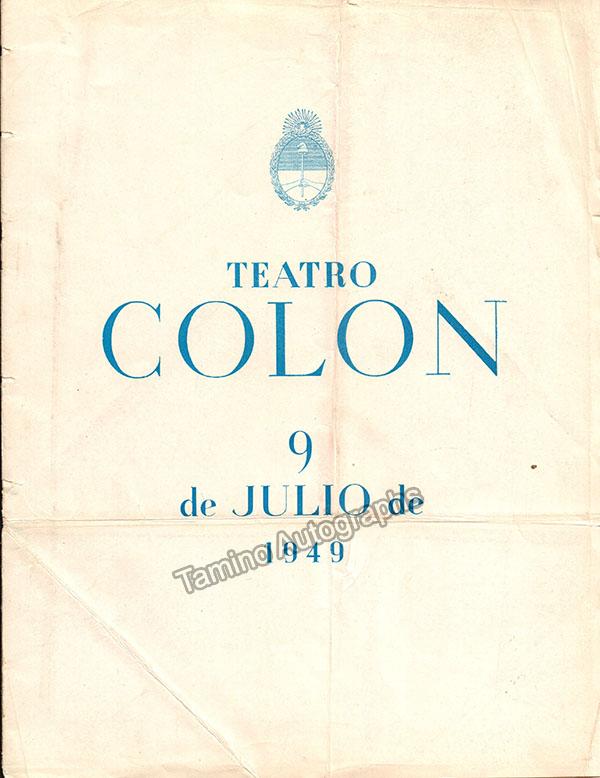 TEATRO
COLON
9
de JULIO de
1949
Tamino Autographs